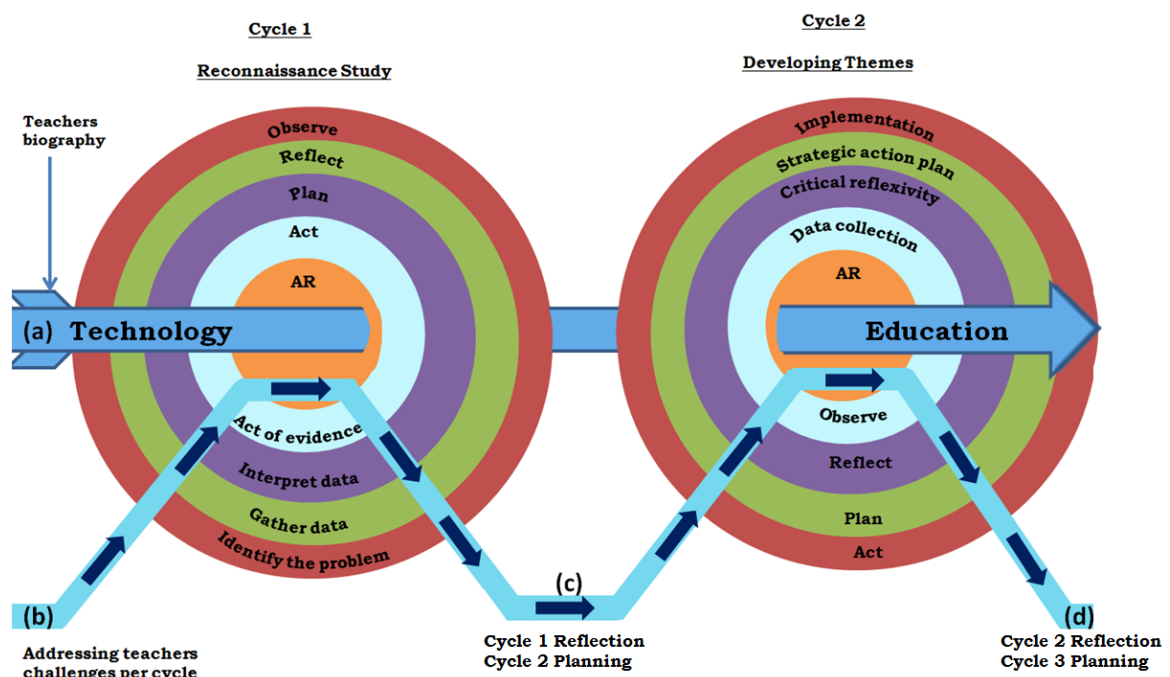 Cycle 1
Reconnaissance Study
Cycle 2
Developing Themes
Teachers
biography
Observe
Reflect
Plan
Act
AR
(a) Technology
Act of evidence
Interpret data
Gather data
Identify the problem
Implementation
Strategic action plan
Critical reflexivity
Data collection
AR
Education
Observe
Reflect
Plan
Act
(b)
Addressing teachers
challenges per cycle
(c)
Cycle 1 Reflection
Cycle 2 Planning
(d)
Cycle 2 Reflection
Cycle 3 Planning